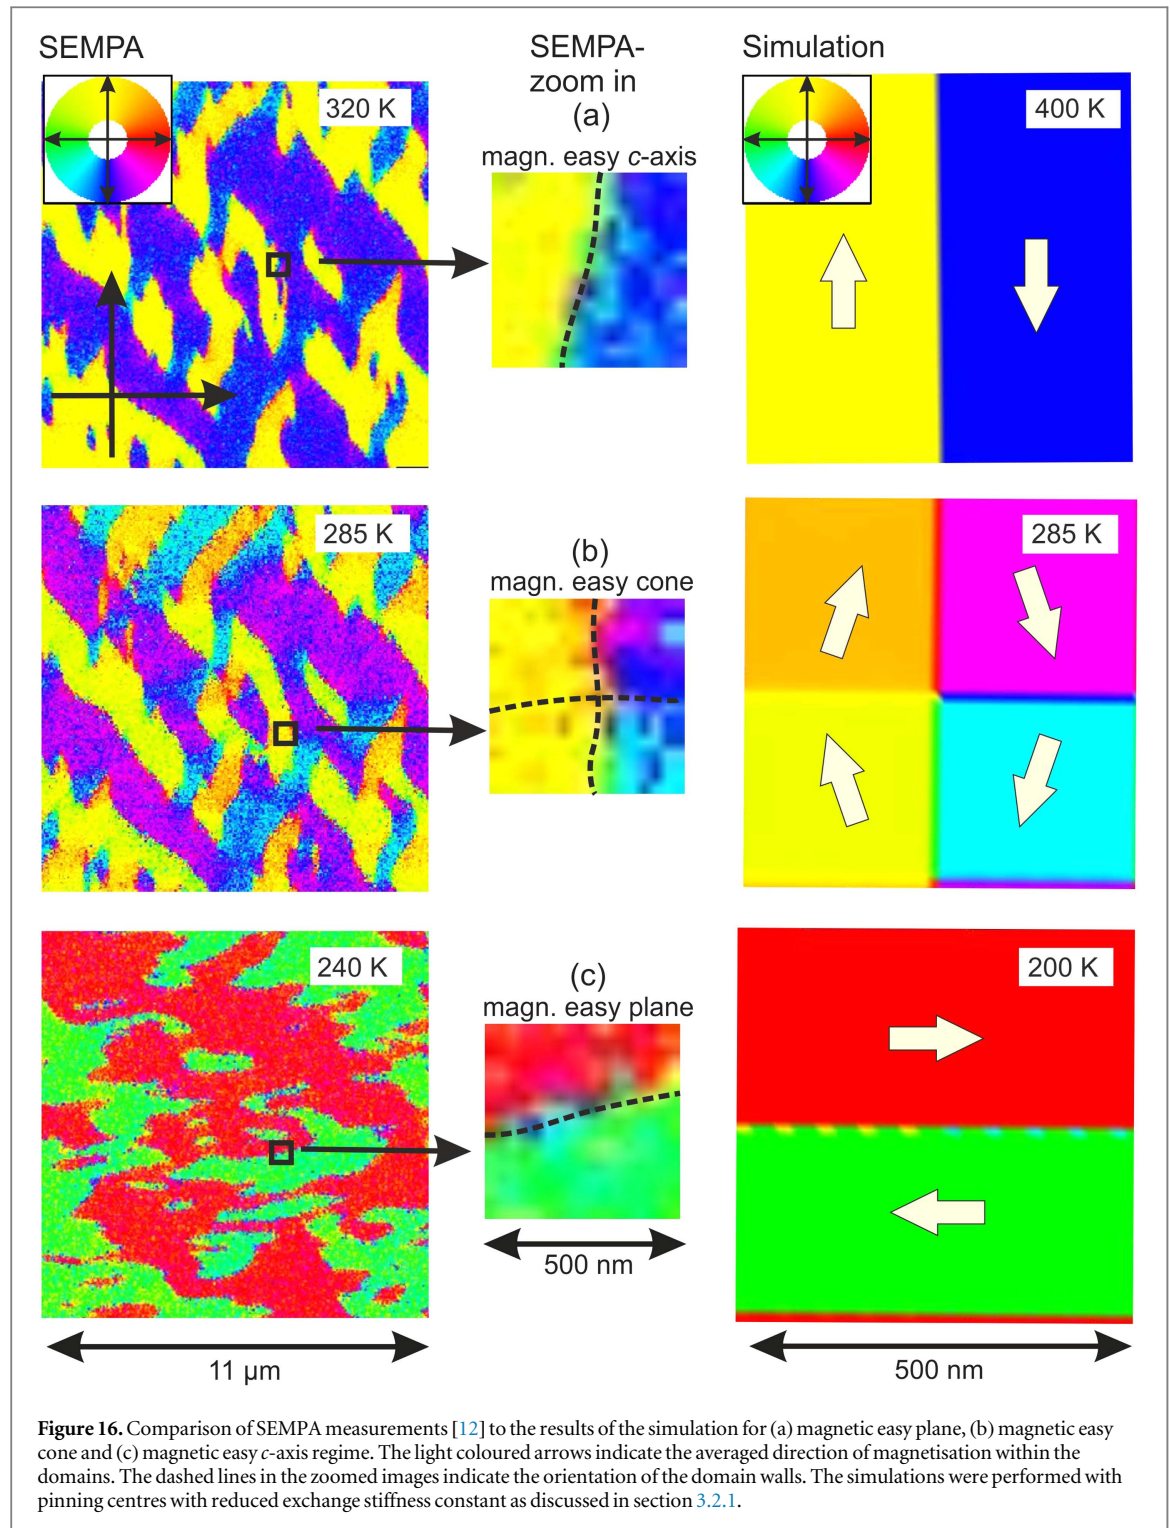 SEMPA
SEMPA-
zoom in
Simulation
320 K
(a)
magn. easy c-axis
400 K
285 K
(b)
magn. easy cone
285 K
240 K
(c)
magn. easy plane
200 K
500 nm
11 µm
500 nm
Figure 16. Comparison of SEMPA measurements [12] to the results of the simulation for (a) magnetic easy plane, (b) magnetic easy
cone and (c) magnetic easy c-axis regime. The light coloured arrows indicate the averaged direction of magnetisation within the
domains. The dashed lines in the zoomed images indicate the orientation of the domain walls. The simulations were performed with
pinning centres with reduced exchange stiffness constant as discussed in section 3.2.1.